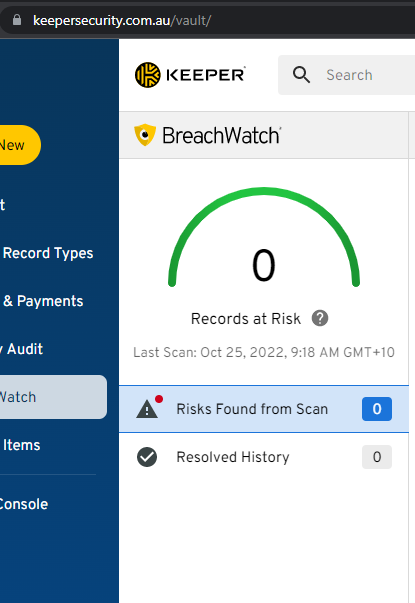 keepersecurity.com.au/vault/
KEEPER
Search
New
BreachWatch
t
Record Types
& Payments
y Audit
Watch
Items
Console
0
Records at Risk ?
Last Scan: Oct 25, 2022, 9:18 AM GMT+10
Risks Found from Scan 0
Resolved History 0